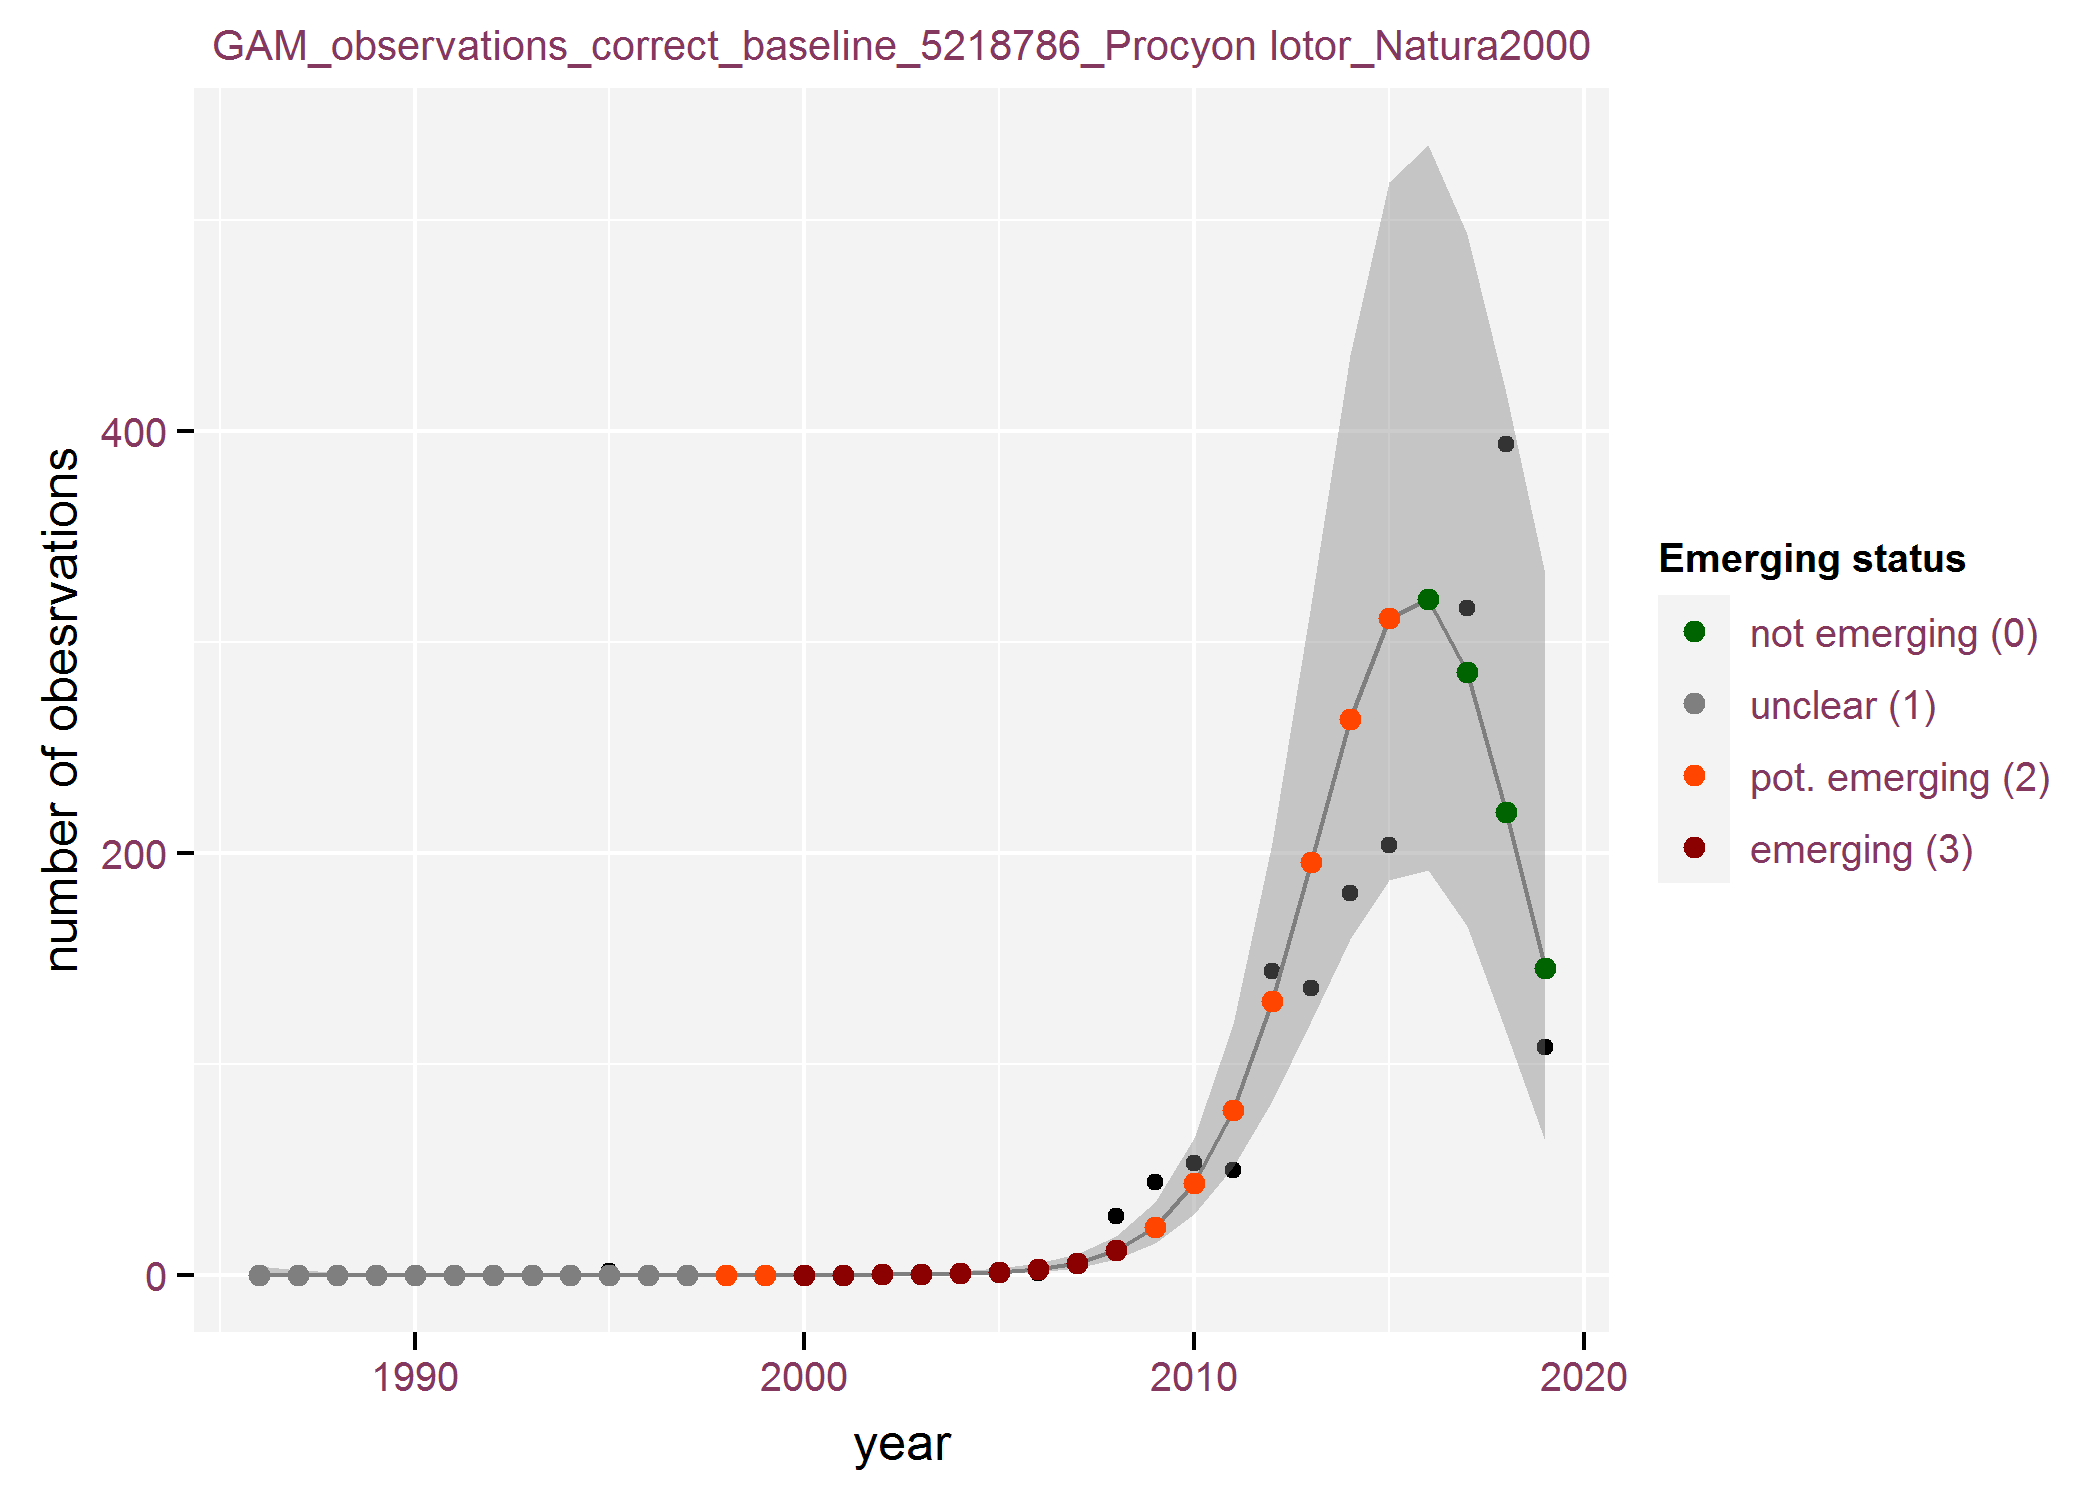 GAM_observations_correct_baseline_5218786_Procyon lotor_Natura2000
number of obesrvations
400
200
0
1990
2000
2010
2020
year
Emerging status
not emerging (0)
unclear (1)
pot. emerging (2)
emerging (3)